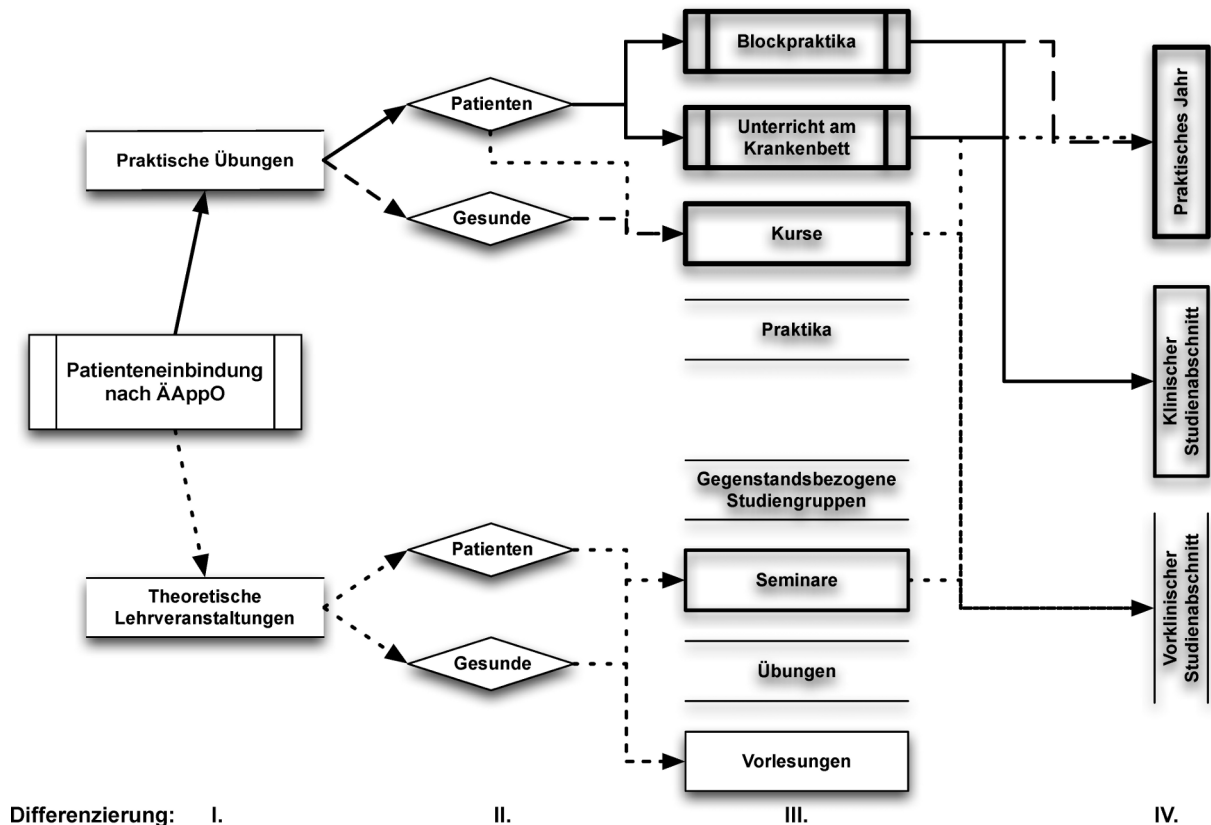 Blockpraktika
Patienten
Unterricht am
Krankenbett
Praktisches Jahr
Praktische Übungen
Gesunde
Kurse
Praktika
Patienteneinbindung
nach ÄAppO
Klinischer
Studienabschnitt
Gegenstandsbezogene
Studiengruppen
Patienten
Theoretische
Lehrveranstaltungen
Seminare
Vorklinischer
Studienabschnitt
Gesunde
Übungen
Vorlesungen
Differenzierung: I. II. III. IV.